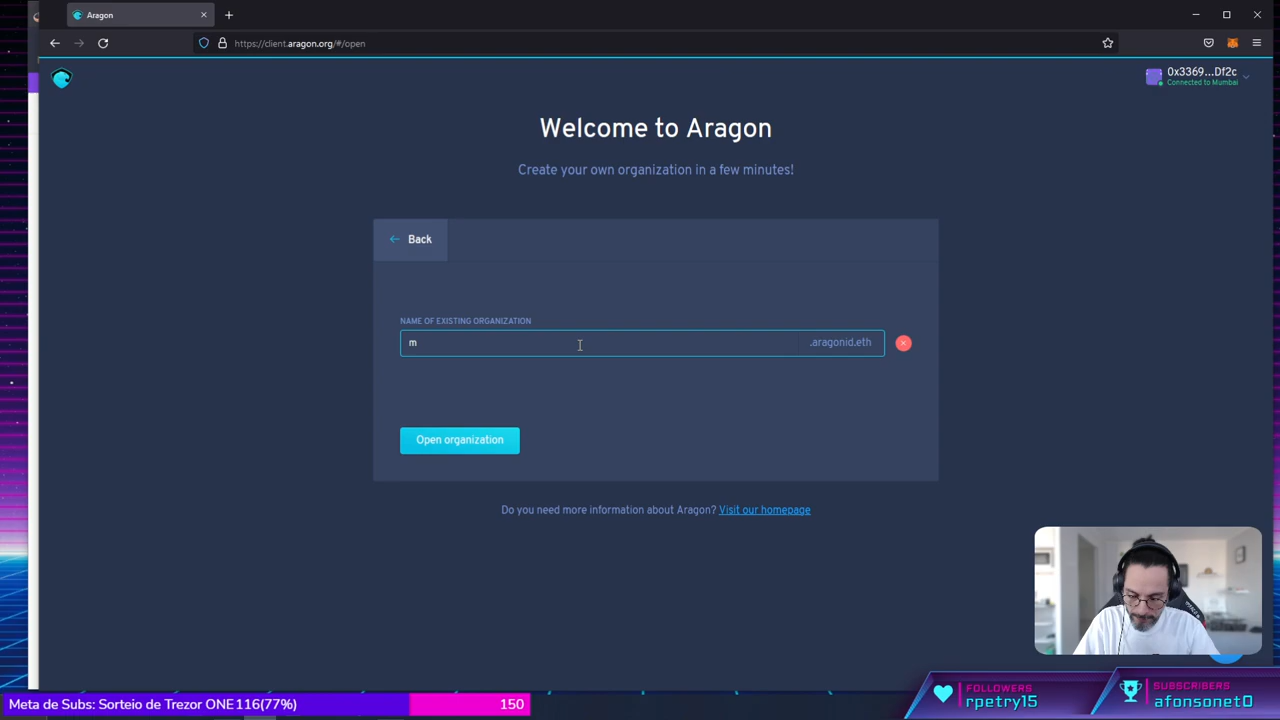 Aragon
https://client.aragon.org/#/open
0x3369...Df2c
Connected to Mumbai
Welcome to Aragon
Create your own organization in a few minutes!
Back
NAME OF EXISTING ORGANIZATION
m
.aragonid.eth
Open organization
Do you need more information about Aragon? Visit our homepage
Meta de Subs: Sorteio de Trezor ONE 116(77%)
150
FOLLOWERS
rpetry15
SUBSCRIBERS
afonsonet0